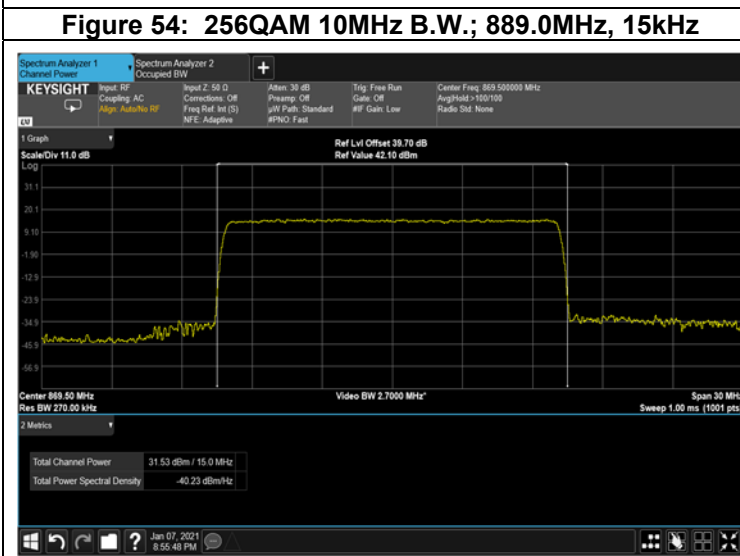 Figure 54: 256QAM 10MHz B.W.; 889.0MHz, 15kHz
Spectrum Analyzer 1
Channel Power
Spectrum Analyzer 2
Occupied BW
KEYSIGHT
Input: RF
Coupling: AC
Align: Auto/No RF
Input Z: 50 Ω
Corrections: Off
Freq Ref: Int (S)
NFE: Adaptive
Atten: 30 dB
Preamp: Off
µW Path: Standard
#PNO: Fast
Trig: Free Run
Gate: Off
#IF Gain: Low
Center Freq: 869.500000 MHz
Avg|Hold:>100/100
Radio Std: None
1 Graph
Scale/Div 11.0 dB
Ref Lvl Offset 39.70 dB
Ref Value 42.10 dBm
Log
31.1
20.1
9.10
-1.90
-12.9
-23.9
-34.9
-45.9
-56.9
Center 869.50 MHz
Res BW 270.00 kHz
Video BW 2.7000 MHz*
Span 30 MHz
Sweep 1.00 ms (1001 pts)
2 Metrics
Total Channel Power 31.53 dBm / 15.0 MHz
Total Power Spectral Density -40.23 dBm/Hz
Jan 07, 2021
8:55:48 PM